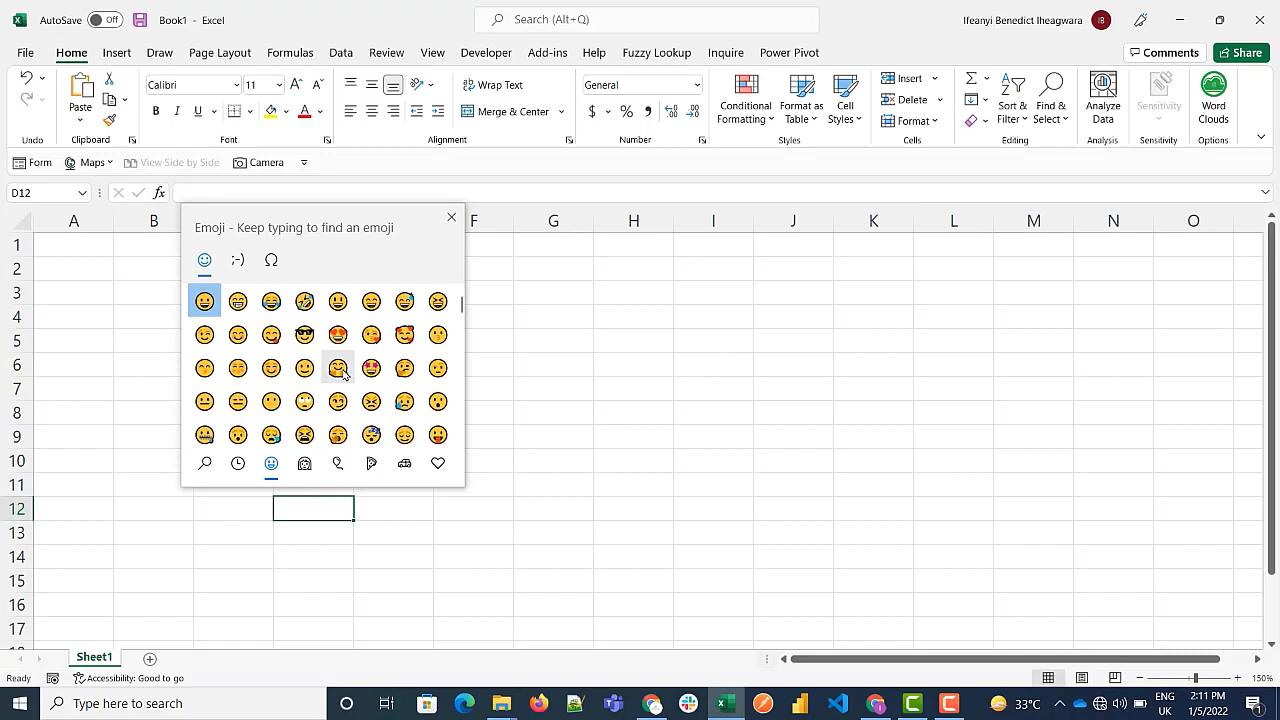 AutoSave Off Book1 - Excel Search (Alt+Q) Ifeanyi Benedict Iheagwara IB
File Home Insert Draw Page Layout Formulas Data Review View Developer Add-ins Help Fuzzy Lookup Inquire Power Pivot Comments Share
Paste Calibri 11 Wrap Text General Conditional Formatting Format as Table Cell Styles Insert Sort & Filter Find & Select Analyze Data Sensitivity Word Clouds
B I U A Merge & Center $ % Delete
Format
Undo Clipboard Font Alignment Number Styles Cells Editing Analysis Sensitivity Options
Form Maps View Side by Side Camera
D12 fx
Emoji - Keep typing to find an emoji
;-) Ω
A B F G H I J K L M N O
1
2
3
4
5
6
7
8
9
10
11
12
13
14
15
16
17
Sheet1
Ready Accessibility: Good to go 150%
Type here to search 33°C ENG UK 2:11 PM 1/5/2022